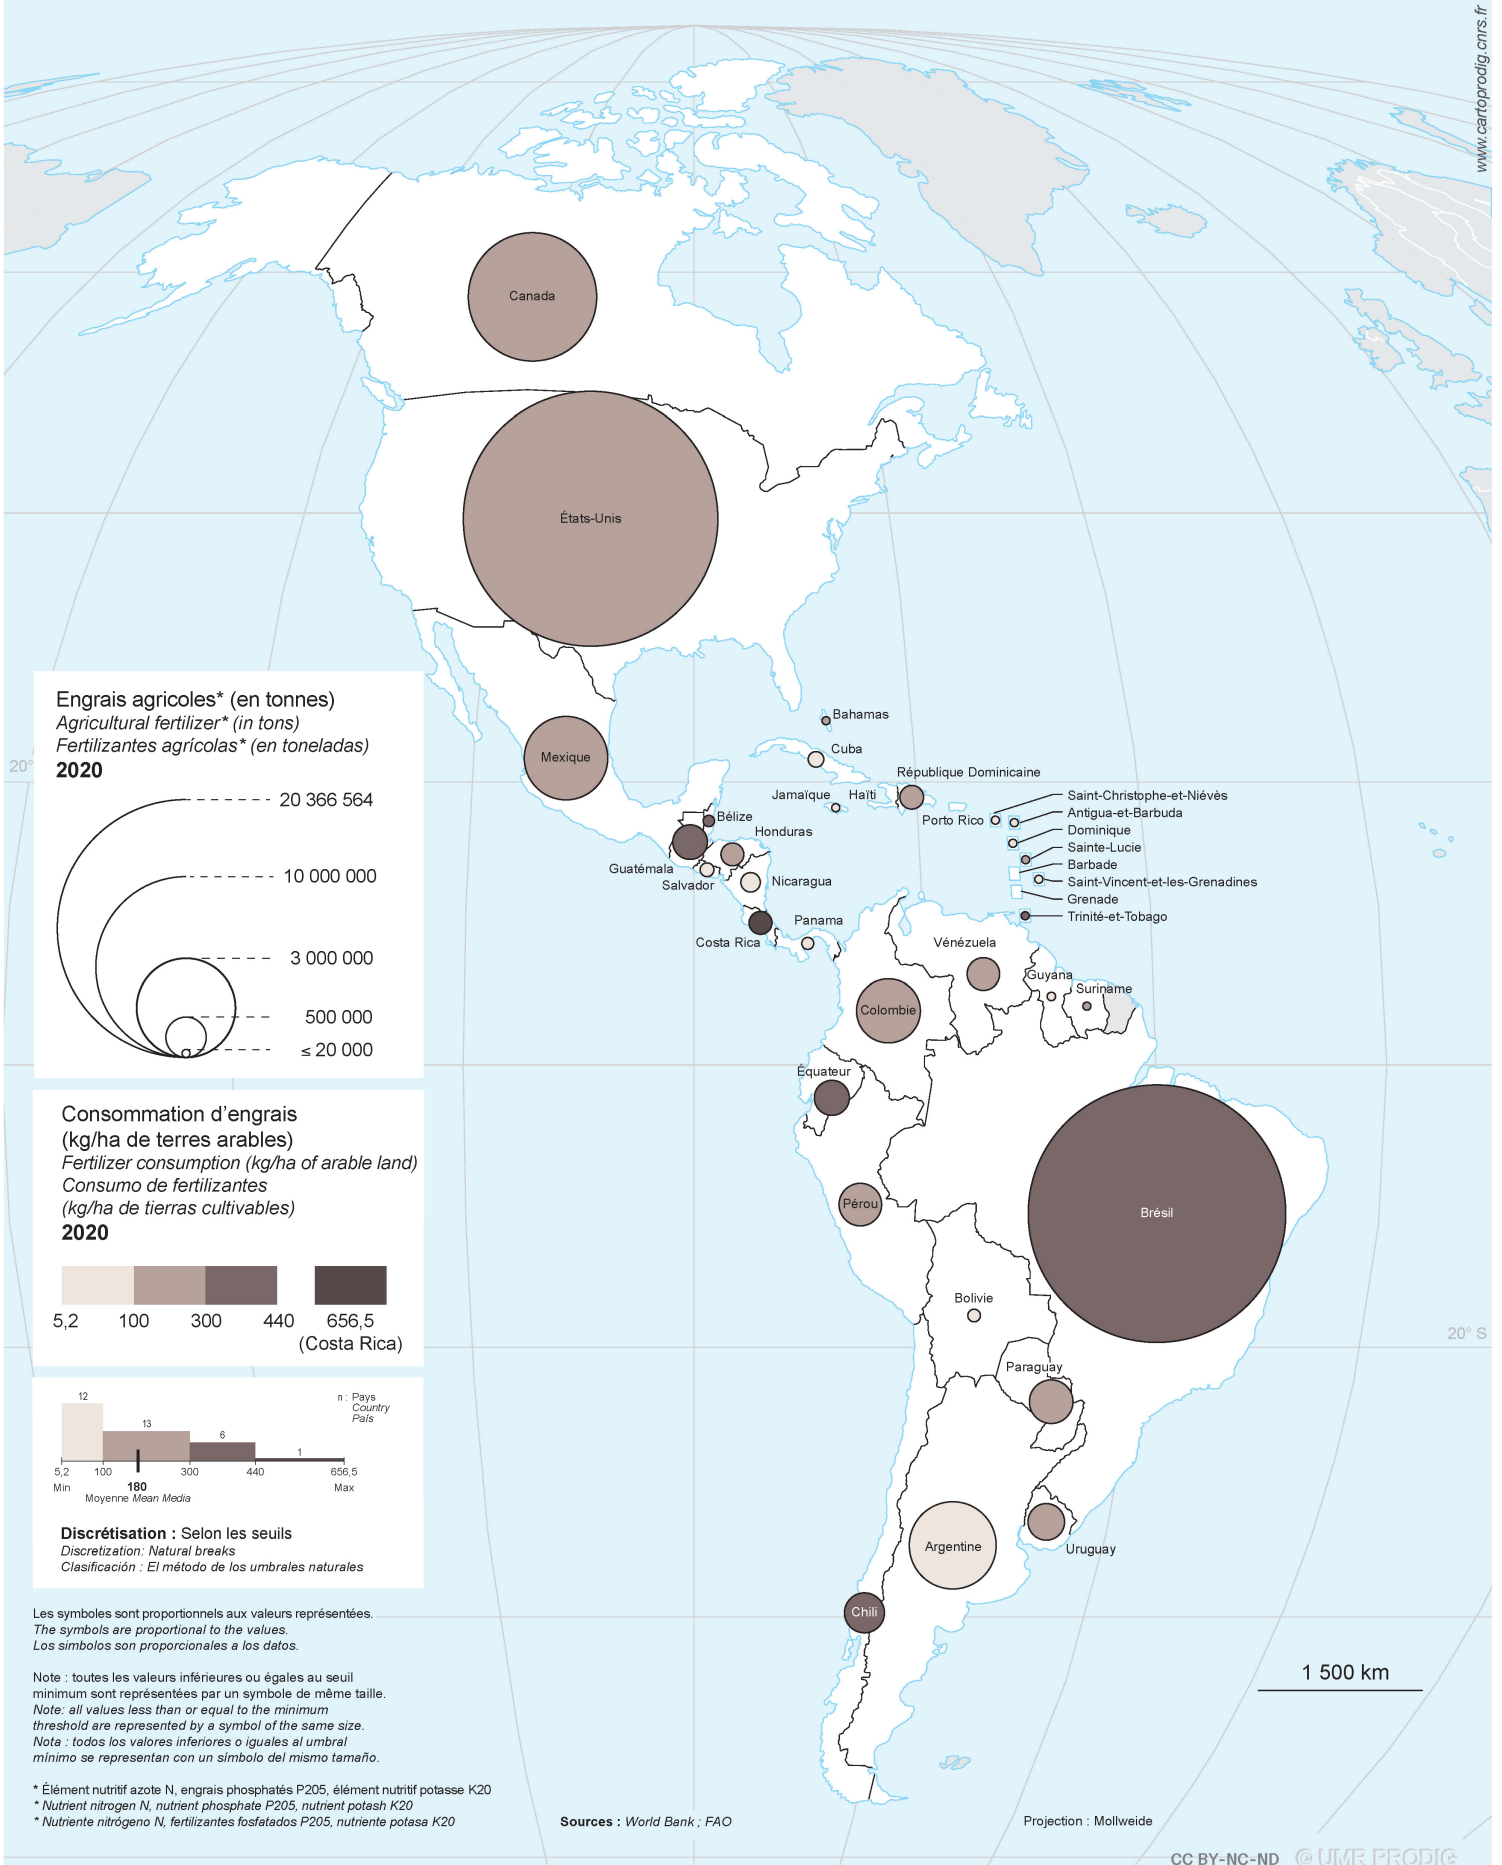 www.cartoprodig.cnrs.fr
Canada
États-Unis
Mexique
Engrais agricoles* (en tonnes)
Agricultural fertilizer* (in tons)
Fertilizantes agrícolas* (en toneladas)
2020
20 366 564
10 000 000
3 000 000
500 000
≤ 20 000
20°
Bahamas
Cuba
République Dominicaine
Jamaïque
Haïti
Porto Rico
Saint-Christophe-et-Niévès
Antigua-et-Barbuda
Dominique
Sainte-Lucie
Barbade
Saint-Vincent-et-les-Grenadines
Grenade
Trinité-et-Tobago
Bélize
Honduras
Guatémala
Salvador
Nicaragua
Panama
Costa Rica
Vénézuela
Guyana
Suriname
Colombie
Équateur
Pérou
Brésil
Bolivie
20° S
Paraguay
Argentine
Uruguay
Chili
Consommation d'engrais
(kg/ha de terres arables)
Fertilizer consumption (kg/ha of arable land)
Consumo de fertilizantes
(kg/ha de tierras cultivables)
2020
5,2 100 300 440 656,5
(Costa Rica)
12
13
6
1
n : Pays
Country
País
5,2 100 300 440 656,5
Min 180 Max
Moyenne Mean Media
Discrétisation : Selon les seuils
Discretization: Natural breaks
Clasificación : El método de los umbrales naturales
Les symboles sont proportionnels aux valeurs représentées.
The symbols are proportional to the values.
Los simbolos son proporcionales a los datos.
Note : toutes les valeurs inférieures ou égales au seuil
minimum sont représentées par un symbole de même taille.
Note: all values less than or equal to the minimum
threshold are represented by a symbol of the same size.
Nota : todos los valores inferiores o iguales al umbral
mínimo se representan con un símbolo del mismo tamaño.
* Élément nutritif azote N, engrais phosphatés P205, élément nutritif potasse K20
* Nutrient nitrogen N, nutrient phosphate P205, nutrient potash K20
* Nutriente nitrógeno N, fertilizantes fosfatados P205, nutriente potasa K20
Sources : World Bank ; FAO
Projection : Mollweide
1 500 km
CC BY-NC-ND © UMR PRODIG